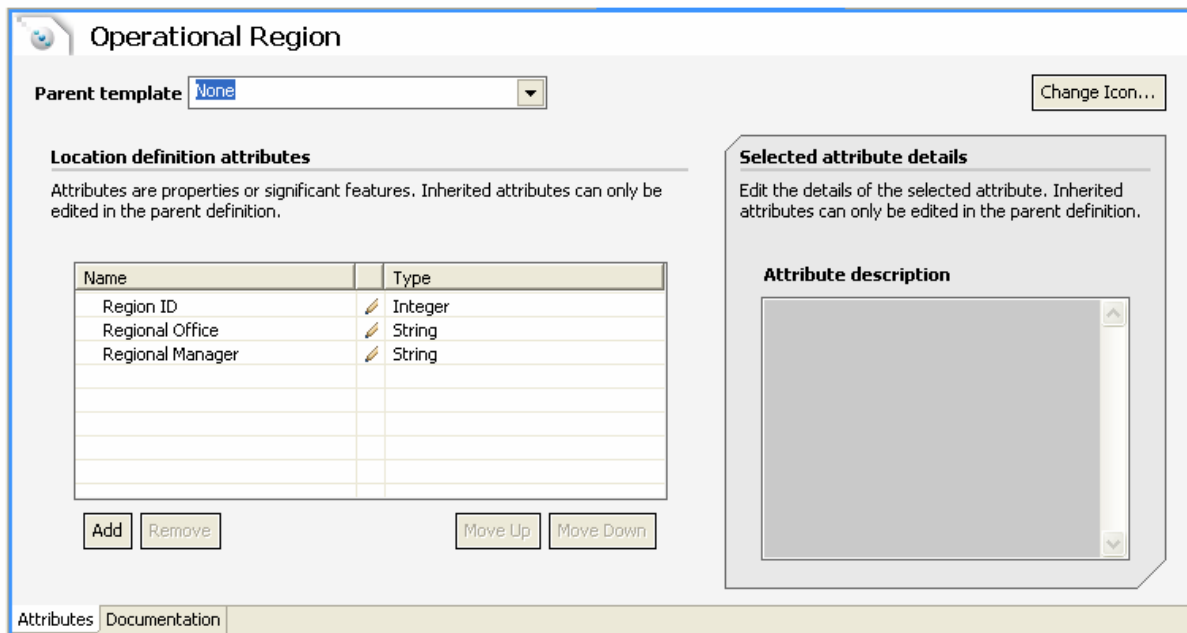 Operational Region
Parent template None
Change Icon...
Location definition attributes
Attributes are properties or significant features. Inherited attributes can only be
edited in the parent definition.
Name Type
Region ID Integer
Regional Office String
Regional Manager String
Add Remove Move Up Move Down
Selected attribute details
Edit the details of the selected attribute. Inherited
attributes can only be edited in the parent definition.
Attribute description
Attributes Documentation